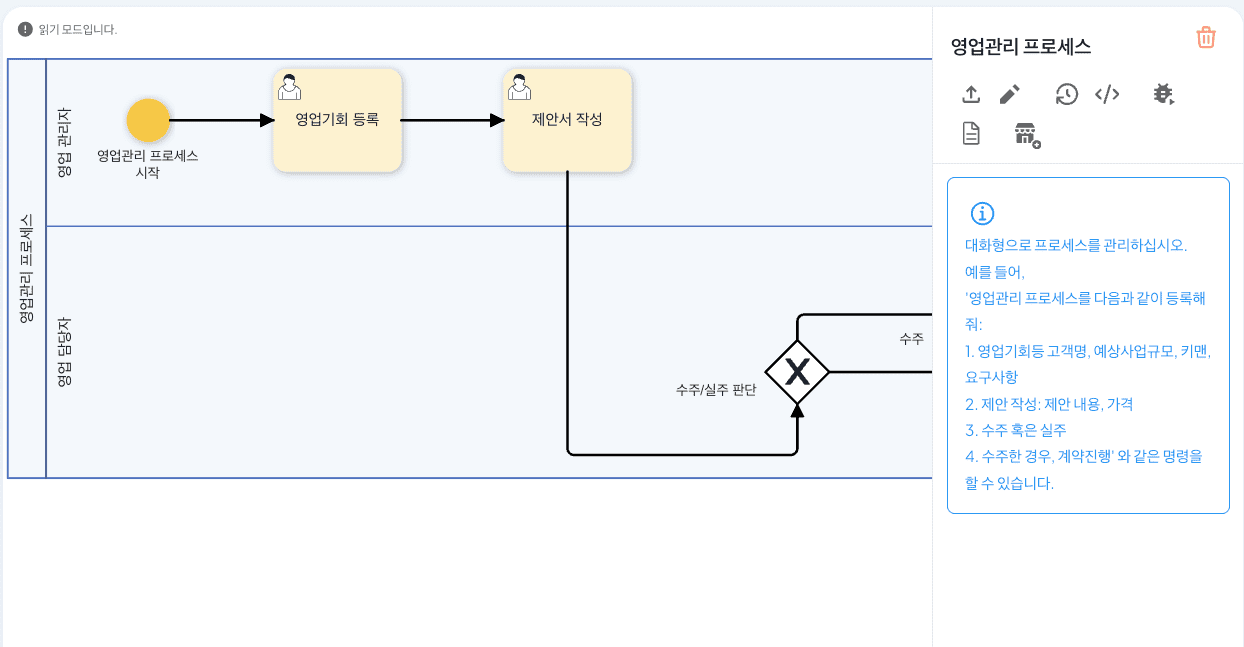 읽기 모드입니다.
영업관리 프로세스
영업 관리자
영업관리 프로세스
시작
영업기회 등록
제안서 작성
영업 담당자
수주/실주 판단
수주
영업관리 프로세스
대화형으로 프로세스를 관리하십시오.
예를 들어,
'영업관리 프로세스를 다음과 같이 등록해
줘:
1. 영업기회등 고객명, 예상사업규모, 키맨,
요구사항
2. 제안 작성: 제안 내용, 가격
3. 수주 혹은 실주
4. 수주한 경우, 계약진행' 와 같은 명령을
할 수 있습니다.